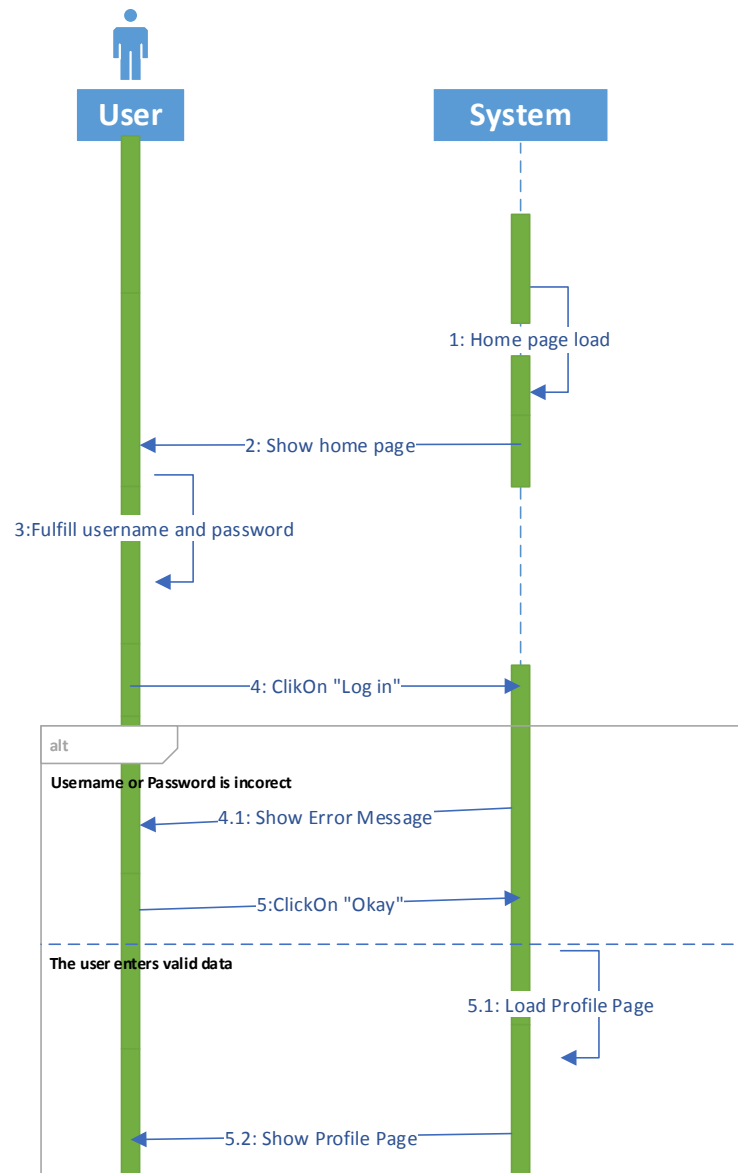 User
System
1: Home page load
2: Show home page
3:Fulfill username and password
4: ClikOn "Log in"
alt
Username or Password is incorect
4.1: Show Error Message
5:ClickOn "Okay"
The user enters valid data
5.1: Load Profile Page
5.2: Show Profile Page